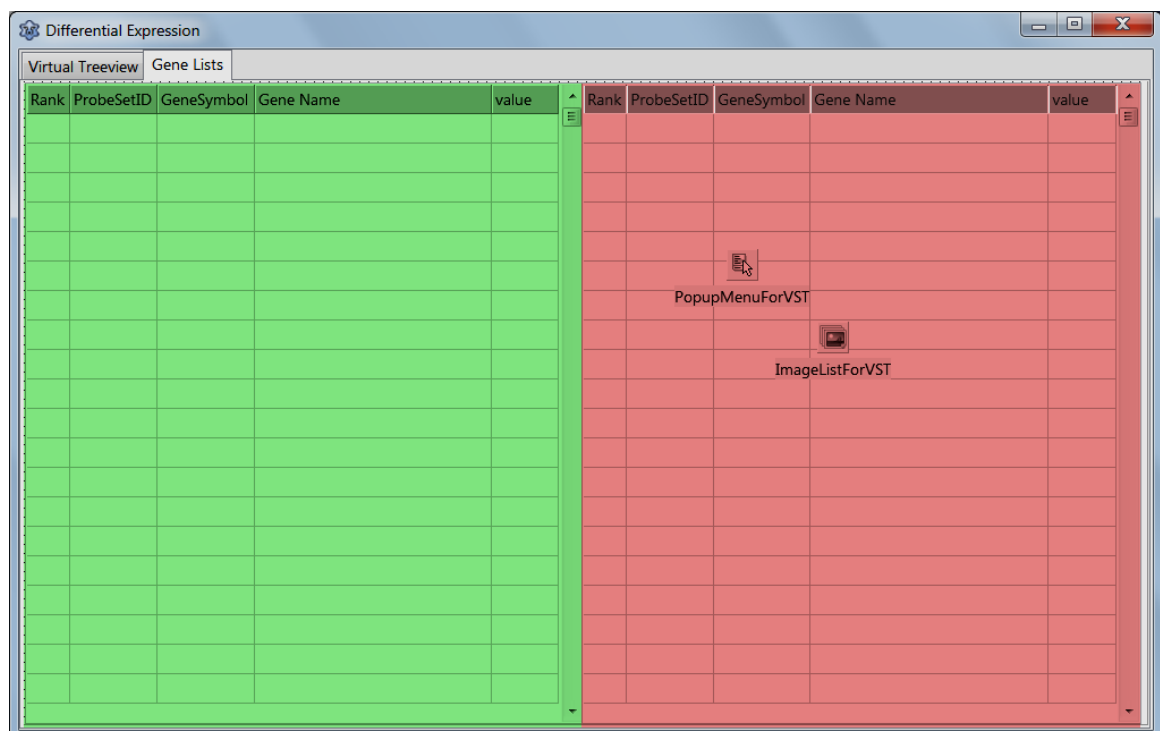 Differential Expression
Virtual Treeview Gene Lists
Rank ProbeSetID GeneSymbol Gene Name value Rank ProbeSetID GeneSymbol Gene Name value
PopupMenuForVST
ImageListForVST